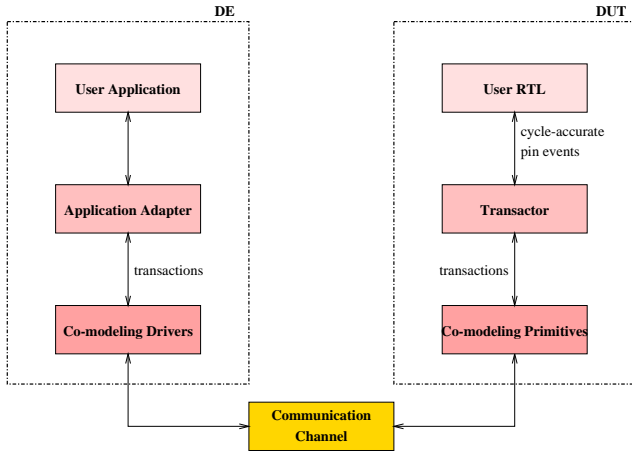 DE
DUT
User Application
User RTL
cycle-accurate
pin events
Application Adapter
Transactor
transactions
transactions
Co-modeling Drivers
Co-modeling Primitives
Communication
Channel